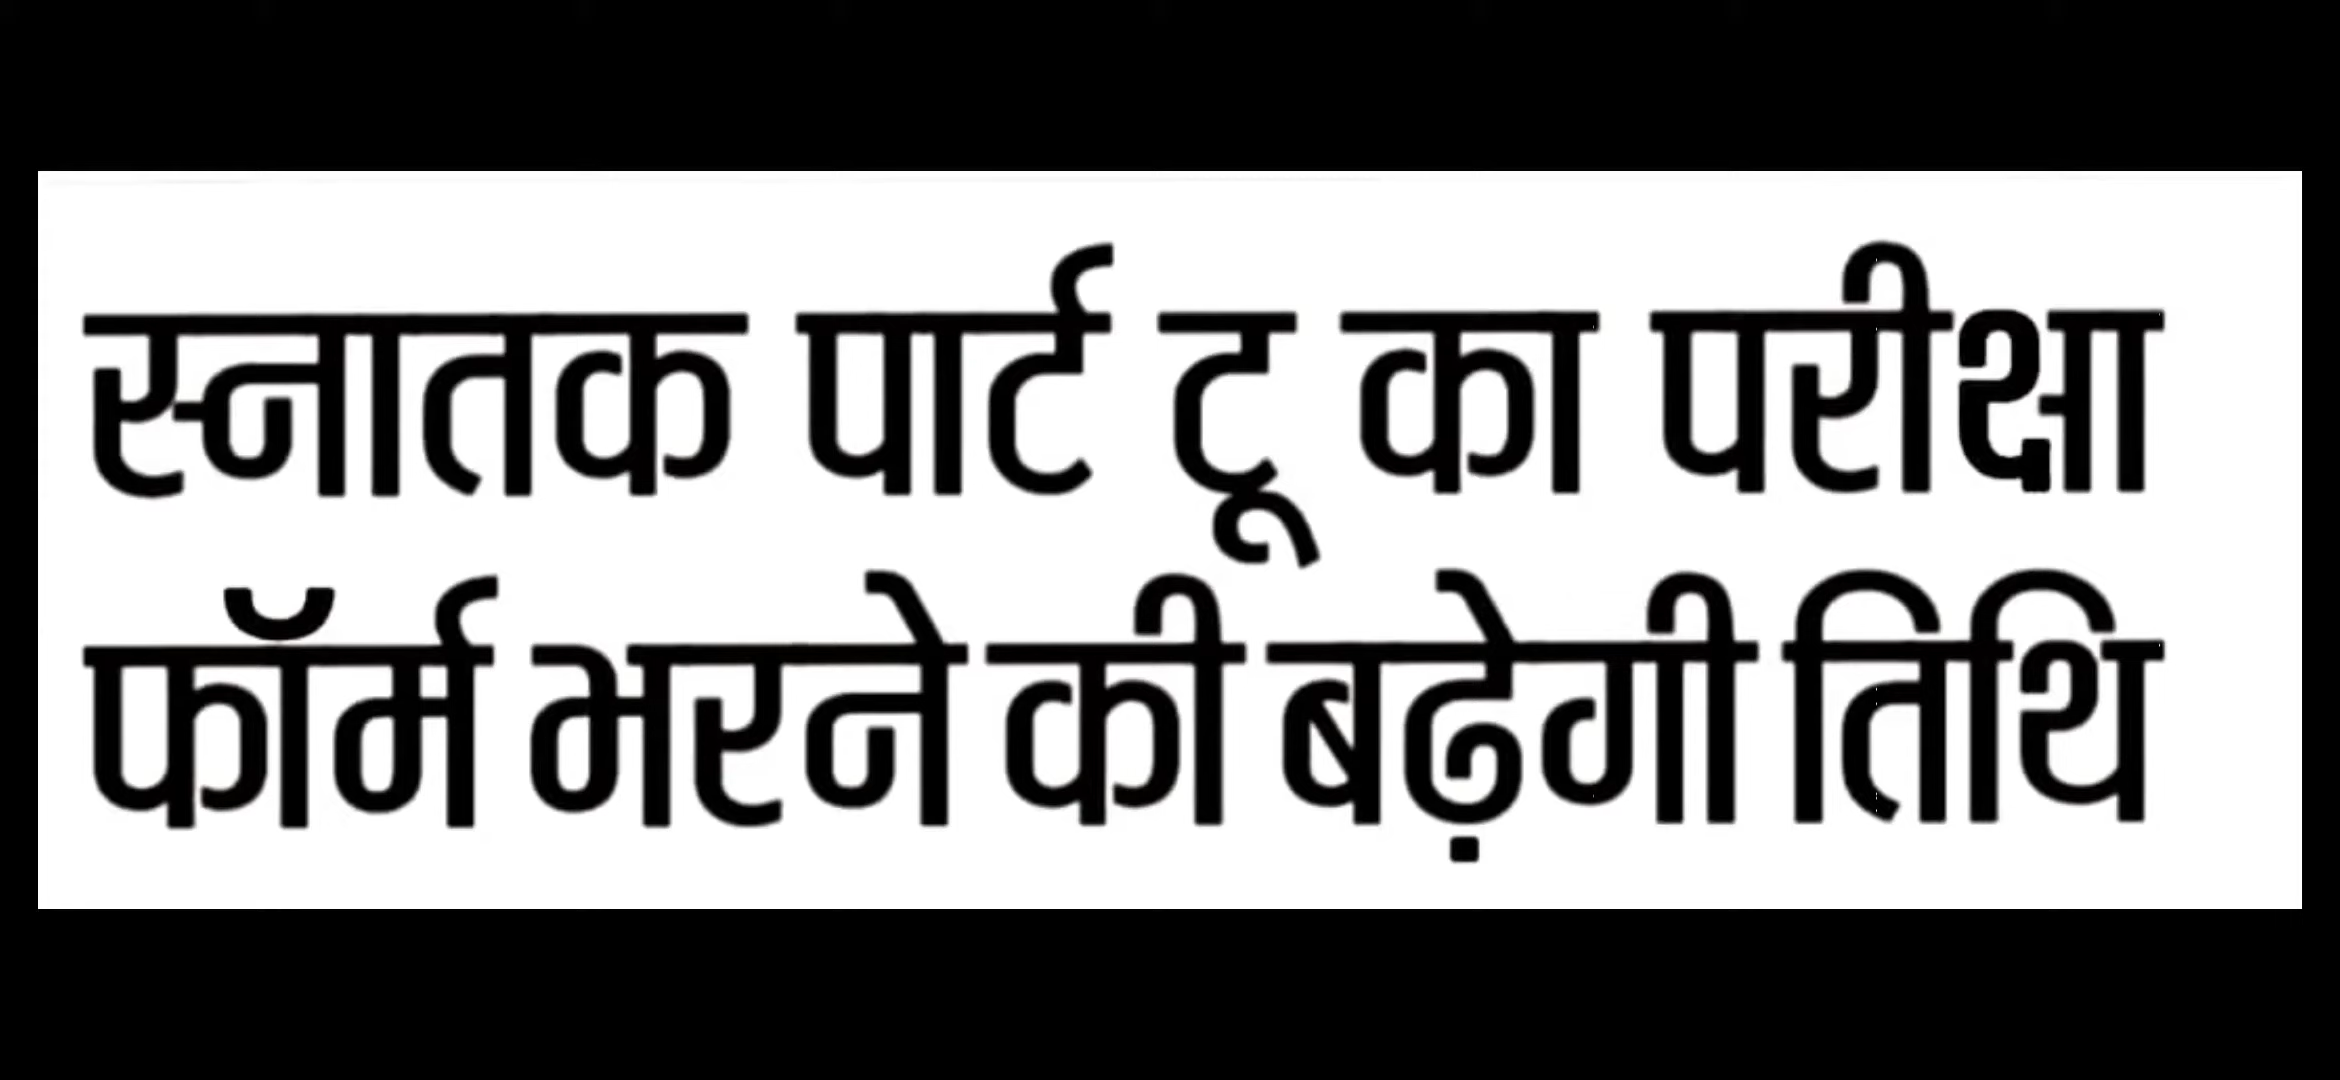 स्नातक पार्ट टू का परीक्षा
फॉर्म भरने की बढ़ेगी तिथि